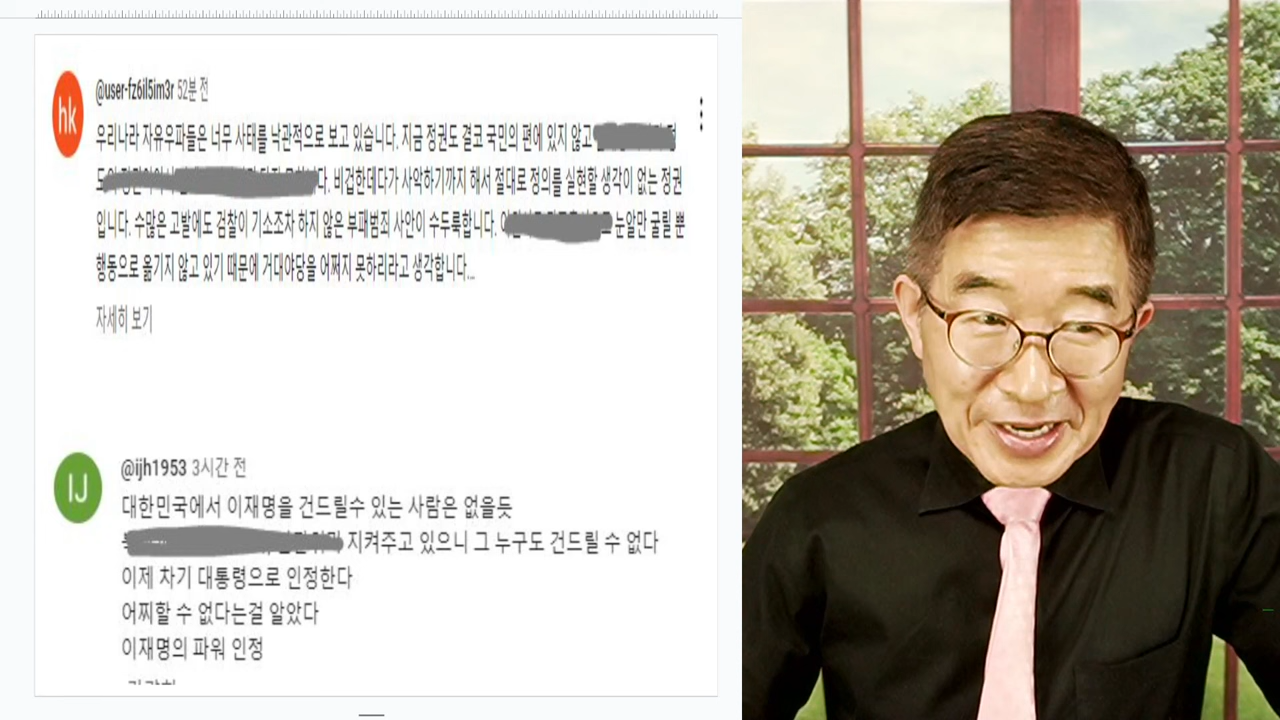 hk
@user-fz6il5im3r 52분 전
우리나라 자유우파들은 너무 사태를 낙관적으로 보고 있습니다. 지금 정권도 결코 국민의 편에 있지 않고
다. 비겁한데다가 사악하기까지 해서 절대로 정의를 실현할 생각이 없는 정권
입니다. 수많은 고발에도 검찰이 기소조차 하지 않은 부패범죄 사안이 수두룩합니다. 눈알만 굴릴 뿐
행동으로 옮기지 않고 있기 때문에 거대야당을 어쩌지 못하리라고 생각합니다...
자세히 보기
IJ
@ijh1953 3시간 전
대한민국에서 이재명을 건드릴수 있는 사람은 없을듯
지켜주고 있으니 그 누구도 건드릴 수 없다
이제 차기 대통령으로 인정한다
어찌할 수 없다는걸 알았다
이재명의 파워 인정